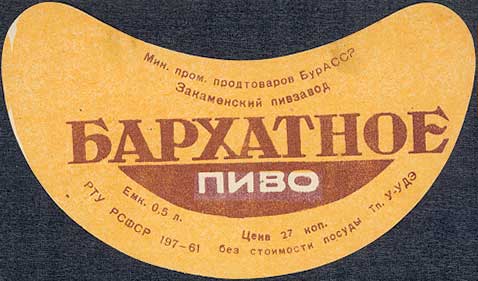 Мин. пром. продтоваров БурАССР
Закаменский пивзавод
БАРХАТНОЕ
ПИВО
Емк. 0,5 л.
Цена 27 коп.
РТУ РСФСР 197-61 без стоимости посуды Тп. У-УДЭ